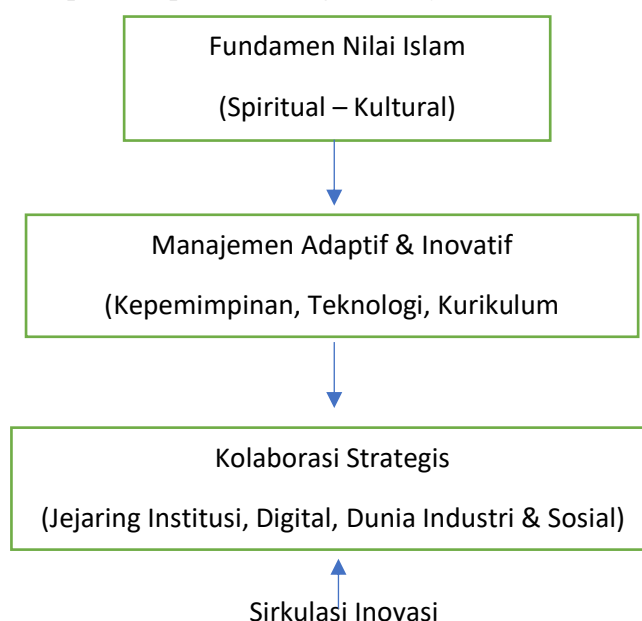 Fundamen Nilai Islam
(Spiritual – Kultural)
Manajemen Adaptif & Inovatif
(Kepemimpinan, Teknologi, Kurikulum
Kolaborasi Strategis
(Jejaring Institusi, Digital, Dunia Industri & Sosial)
Sirkulasi Inovasi